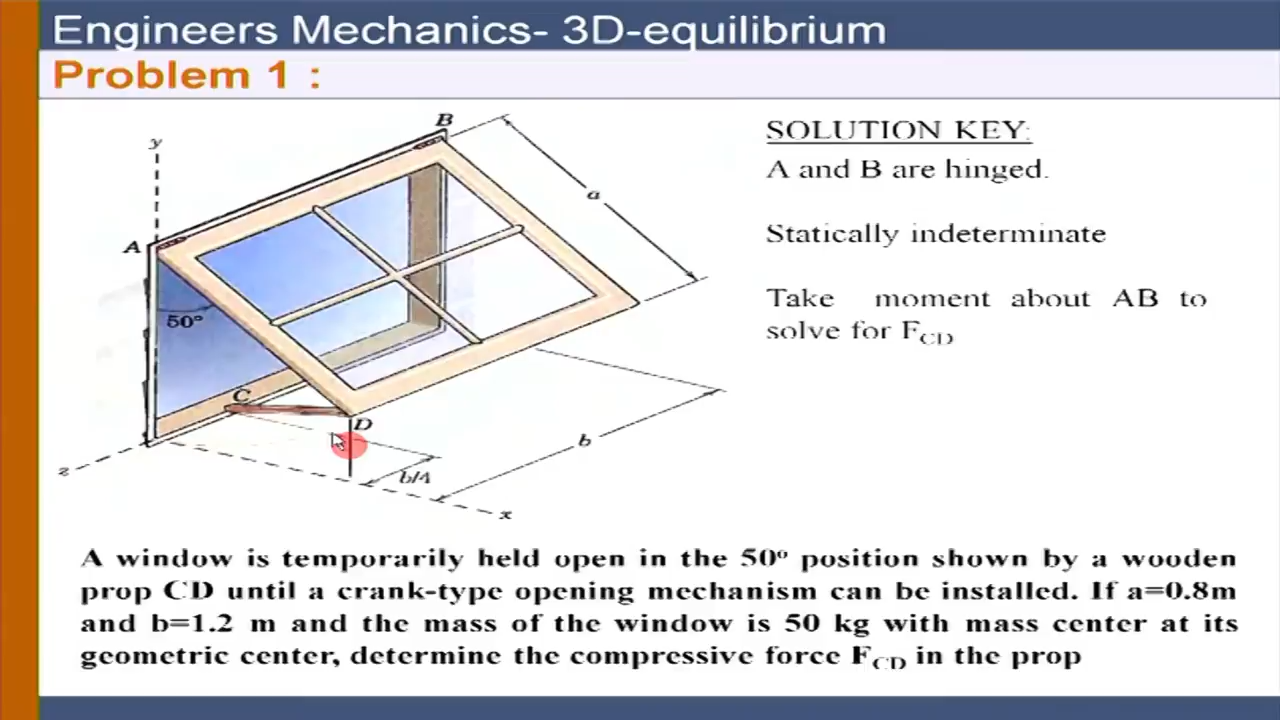 Engineers Mechanics- 3D-equilibrium
Problem 1 :
SOLUTION KEY:
A and B are hinged.
Statically indeterminate
Take moment about AB to
solve for F_CD
y
B
a
A
50°
C
D
b
b/4
z
x
A window is temporarily held open in the 50º position shown by a wooden
prop CD until a crank-type opening mechanism can be installed. If a=0.8m
and b=1.2 m and the mass of the window is 50 kg with mass center at its
geometric center, determine the compressive force F_CD in the prop